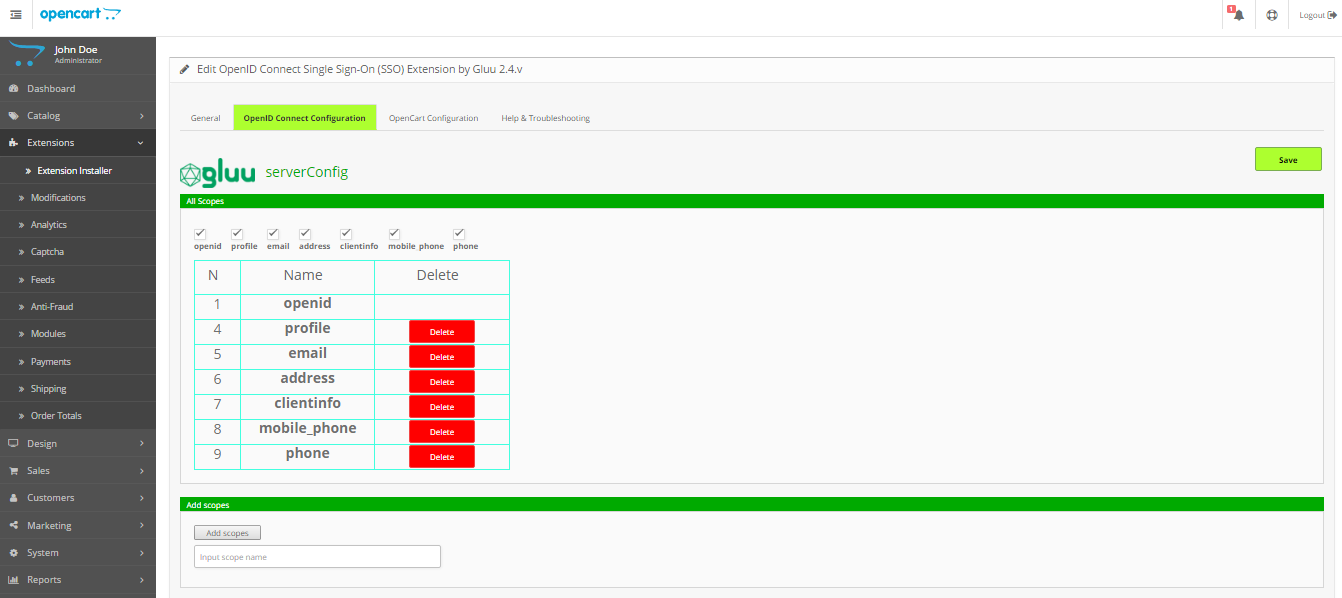 opencart
1
Logout
John Doe
Administrator
Dashboard
Catalog
Extensions
Extension Installer
Modifications
Analytics
Captcha
Feeds
Anti-Fraud
Modules
Payments
Shipping
Order Totals
Design
Sales
Customers
Marketing
System
Reports
Edit OpenID Connect Single Sign-On (SSO) Extension by Gluu 2.4.v
General OpenID Connect Configuration OpenCart Configuration Help & Troubleshooting
gluu serverConfig
Save
All Scopes
openid profile email address clientinfo mobile_phone phone
N Name Delete
1 openid
4 profile Delete
5 email Delete
6 address Delete
7 clientinfo Delete
8 mobile_phone Delete
9 phone Delete
Add scopes
Add scopes
Input scope name